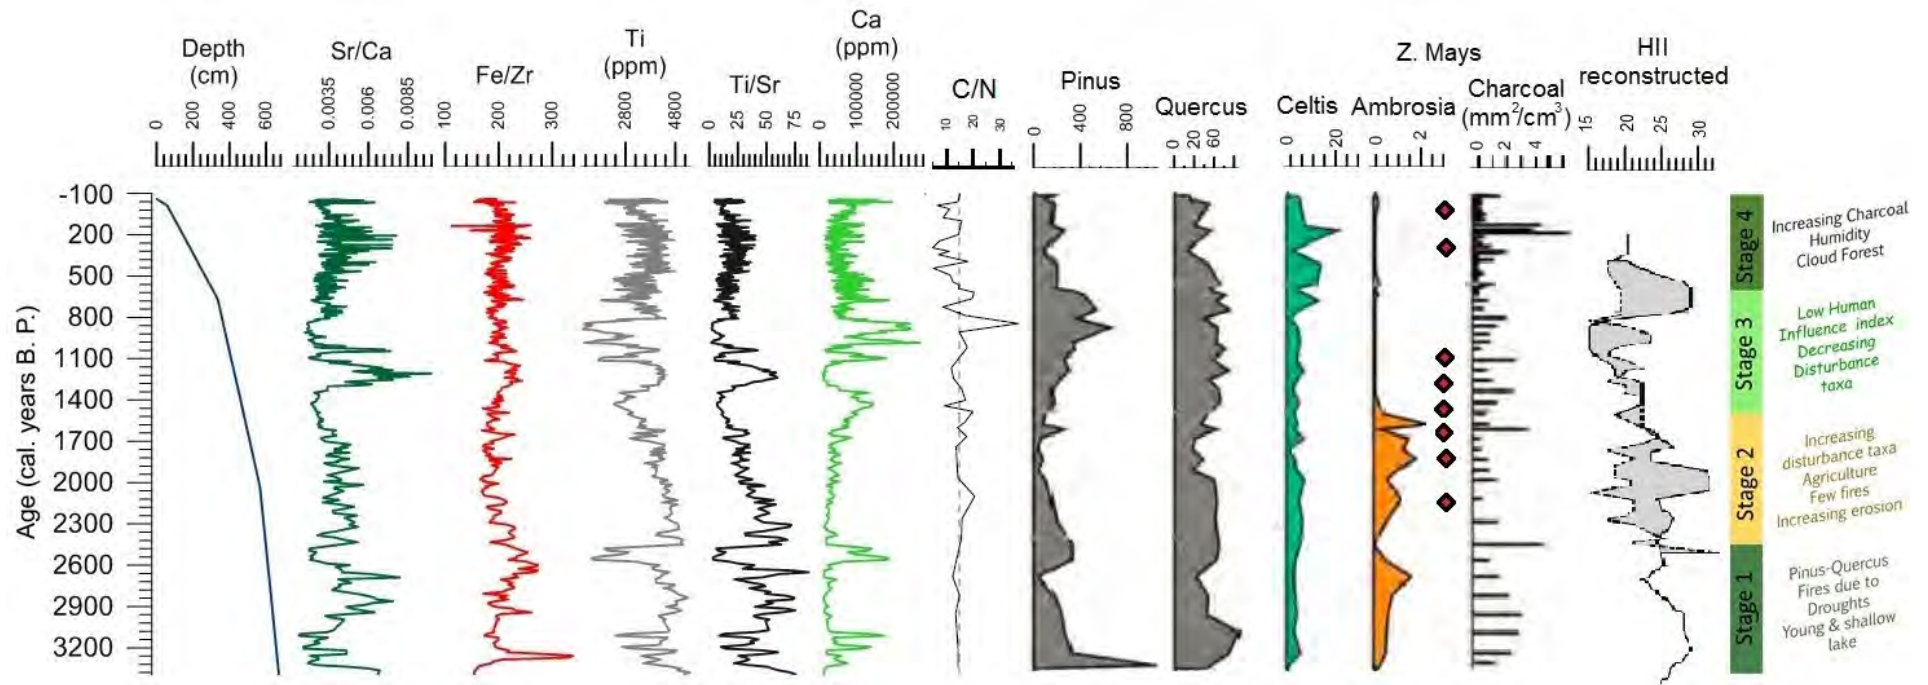 Depth
(cm)
0
200
400
600
Sr/Ca
0.0035
0.006
0.0085
Fe/Zr
100
200
300
Ti
(ppm)
2800
4800
Ti/Sr
0
25
50
75
Ca
(ppm)
0
100000
200000
C/N
10
20
30
Pinus
0
400
800
Quercus
0
20
60
Celtis
0
20
Z. Mays
Ambrosia
0
2
Charcoal
(mm²/cm³)
0
2
4
HII
reconstructed
15
20
25
30
Age (cal. years B. P.)
-100
200
500
800
1100
1400
1700
2000
2300
2600
2900
3200
Stage 4
Increasing Charcoal
Humidity
Cloud Forest
Stage 3
Low Human
Influence index
Decreasing
Disturbance
taxa
Stage 2
Increasing
disturbance taxa
Agriculture
Few fires
Increasing erosion
Stage 1
Pinus-Quercus
Fires due to
Droughts
Young & shallow
lake